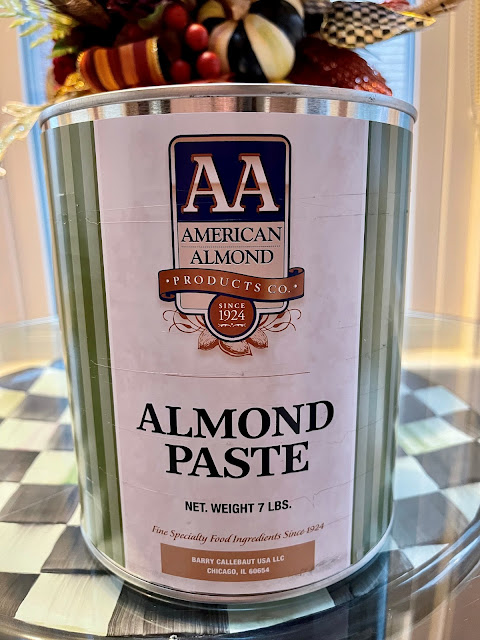 AA
AMERICAN
ALMOND
· PRODUCTS CO. ·
SINCE
1924
ALMOND
PASTE
NET. WEIGHT 7 LBS.
Fine Specialty Food Ingredients Since 1924
BARRY CALLEBAUT USA LLC
CHICAGO, IL 60654